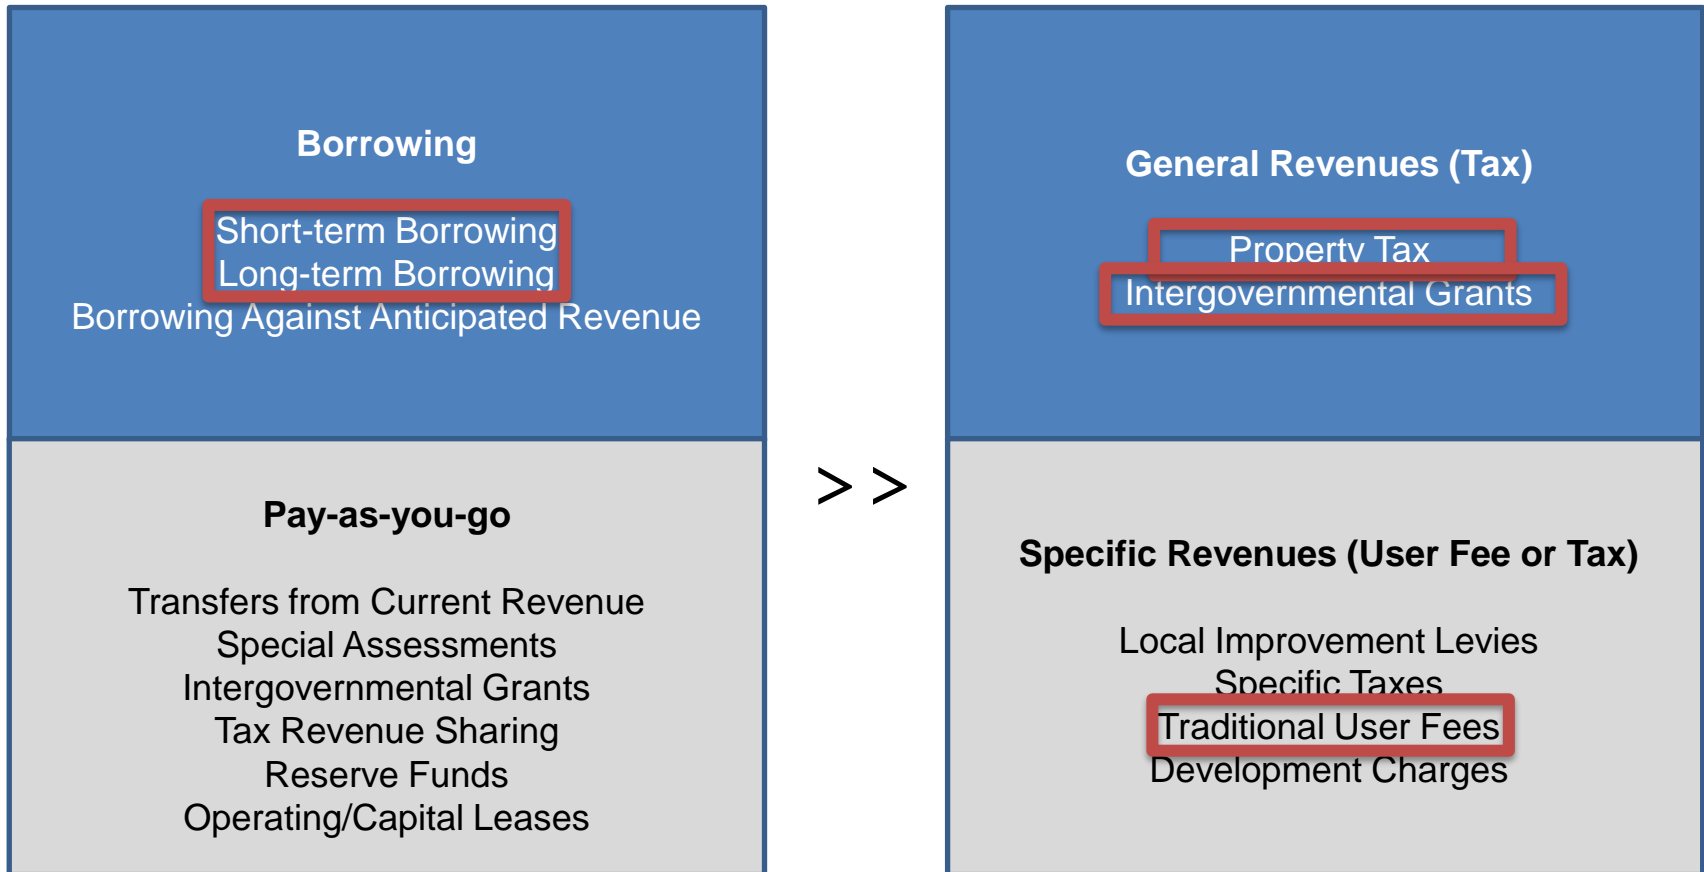 Borrowing
Short-term Borrowing
Long-term Borrowing
Borrowing Against Anticipated Revenue
Pay-as-you-go
Transfers from Current Revenue
Special Assessments
Intergovernmental Grants
Tax Revenue Sharing
Reserve Funds
Operating/Capital Leases
>>
General Revenues (Tax)
Property Tax
Intergovernmental Grants
Specific Revenues (User Fee or Tax)
Local Improvement Levies
Specific Taxes
Traditional User Fees
Development Charges